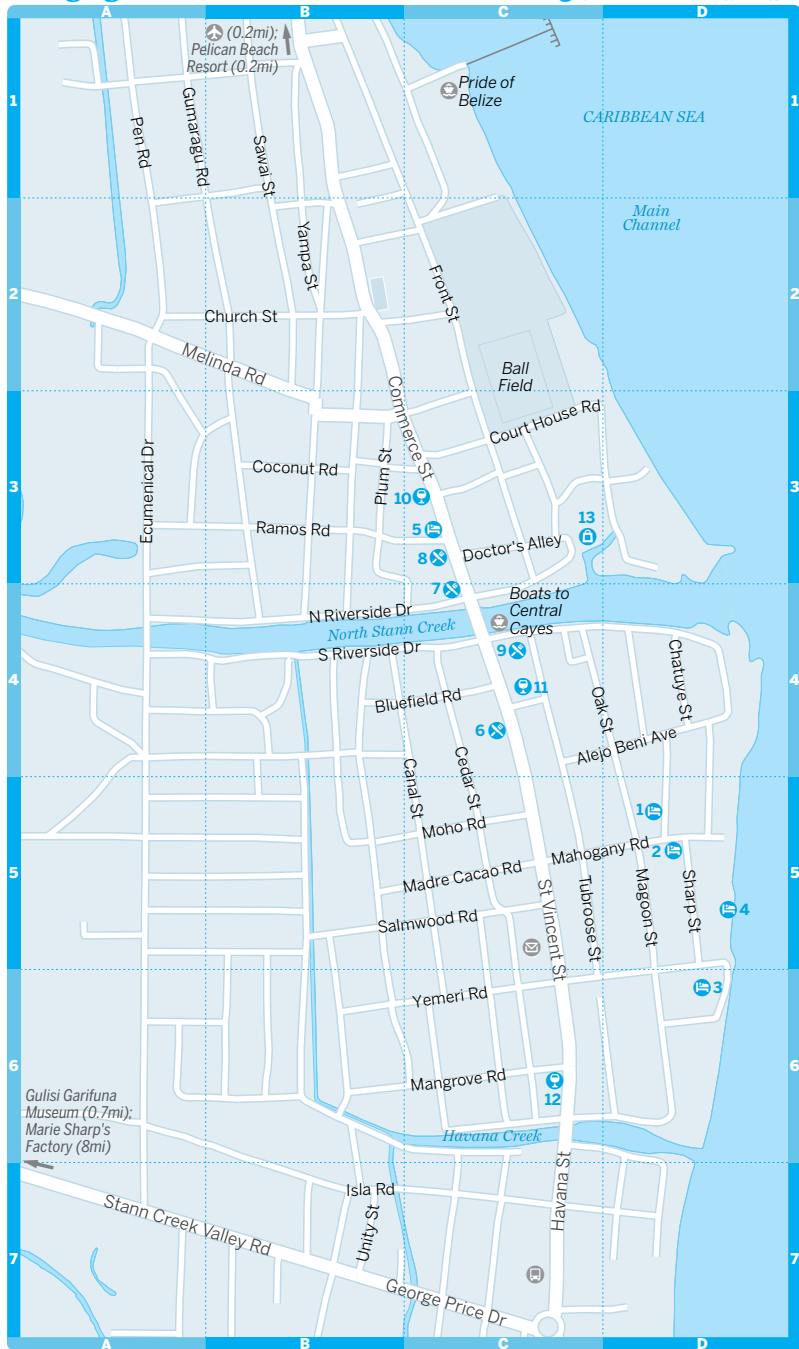 A
B
C
D
(0.2mi);
Pelican Beach
Resort (0.2mi)
Pride of
Belize
1
1
CARIBBEAN SEA
Pen Rd
Gumaragu Rd
Sawai St
Main
Channel
Yampa St
Front St
2
2
Church St
Melinda Rd
Ball
Field
Commerce St
Court House Rd
Ecumenical Dr
Coconut Rd
Plum St
3
3
10
13
Ramos Rd
5
Doctor's Alley
8
7
Boats to
Central
Cayes
N Riverside Dr
North Stann Creek
S Riverside Dr
9
4
4
Chatuye St
11
Bluefield Rd
Oak St
6
Alejo Beni Ave
Canal St
Cedar St
1
Moho Rd
Mahogany Rd
2
5
5
Madre Cacao Rd
St Vincent St
Tubroose St
Magoon St
Sharp St
4
Salmwood Rd
Yemeri Rd
3
6
6
Mangrove Rd
12
Gulisi Garifuna
Museum (0.7mi);
Marie Sharp's
Factory (8mi)
Havana Creek
Isla Rd
Havana St
Stann Creek Valley Rd
Unity St
7
7
George Price Dr
A
B
C
D